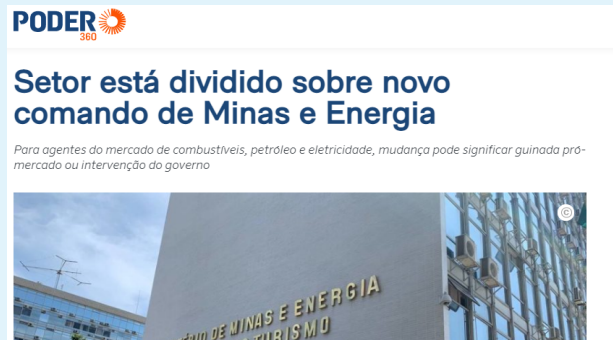 PODER
360
Setor está dividido sobre novo
comando de Minas e Energia
Para agentes do mercado de combustíveis, petróleo e eletricidade, mudança pode significar guinada pró-
mercado ou intervenção do governo
©
DE MINAS E ENERGIA
TURISMO